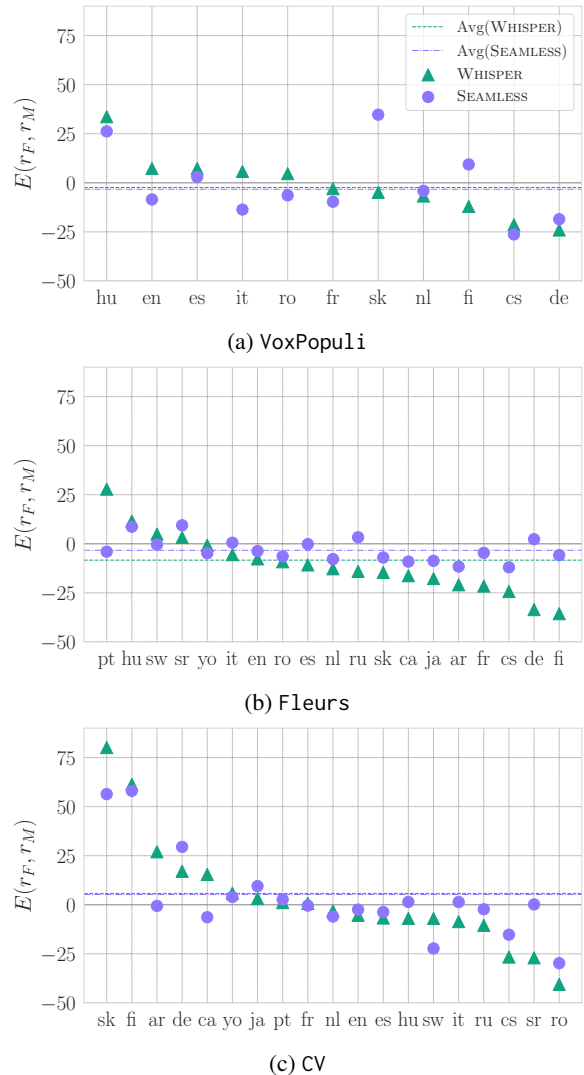 75
50
25
0
−25
−50
E(r_F, r_M)
Avg(WHISPER)
Avg(SEAMLESS)
WHISPER
SEAMLESS
hu en es it ro fr sk nl fi cs de
(a) VoxPopuli
75
50
25
0
−25
−50
E(r_F, r_M)
pt hu sw sr yo it en ro es nl ru sk ca ja ar fr cs de fi
(b) Fleurs
75
50
25
0
−25
−50
E(r_F, r_M)
sk fi ar de ca yo ja pt fr nl en es hu sw it ru cs sr ro
(c) CV